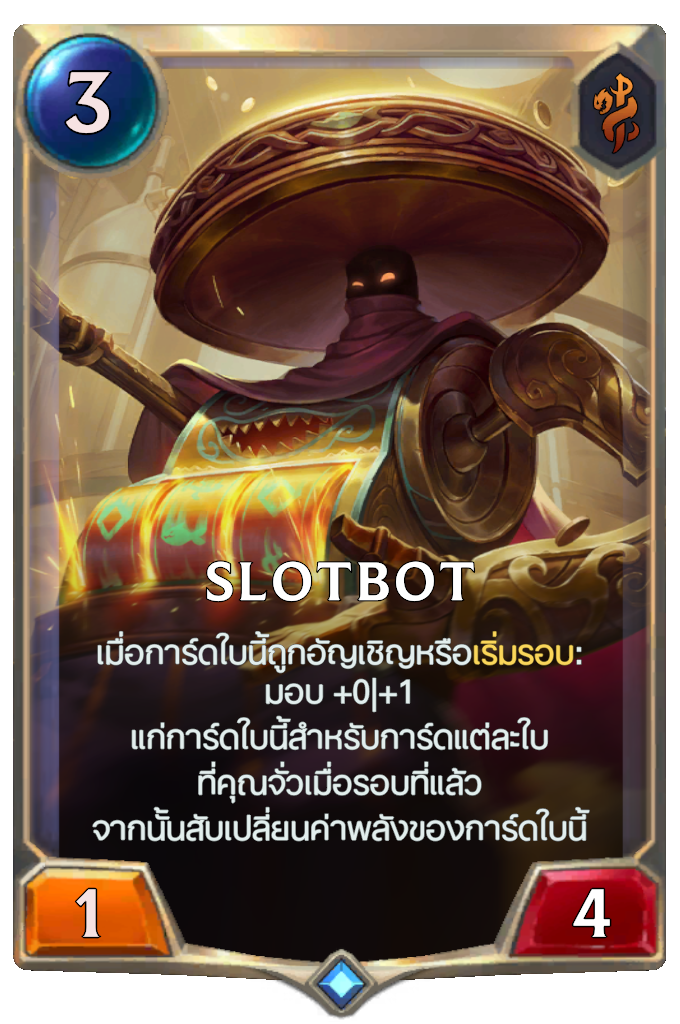 3
SLOTBOT
เมื่อการ์ดใบนี้ถูกอัญเชิญหรือเริ่มรอบ:
มอบ +0|+1
แก่การ์ดใบนี้สำหรับการ์ดแต่ละใบ
ที่คุณจั่วเมื่อรอบที่แล้ว
จากนั้นสับเปลี่ยนค่าพลังของการ์ดใบนี้
1
4